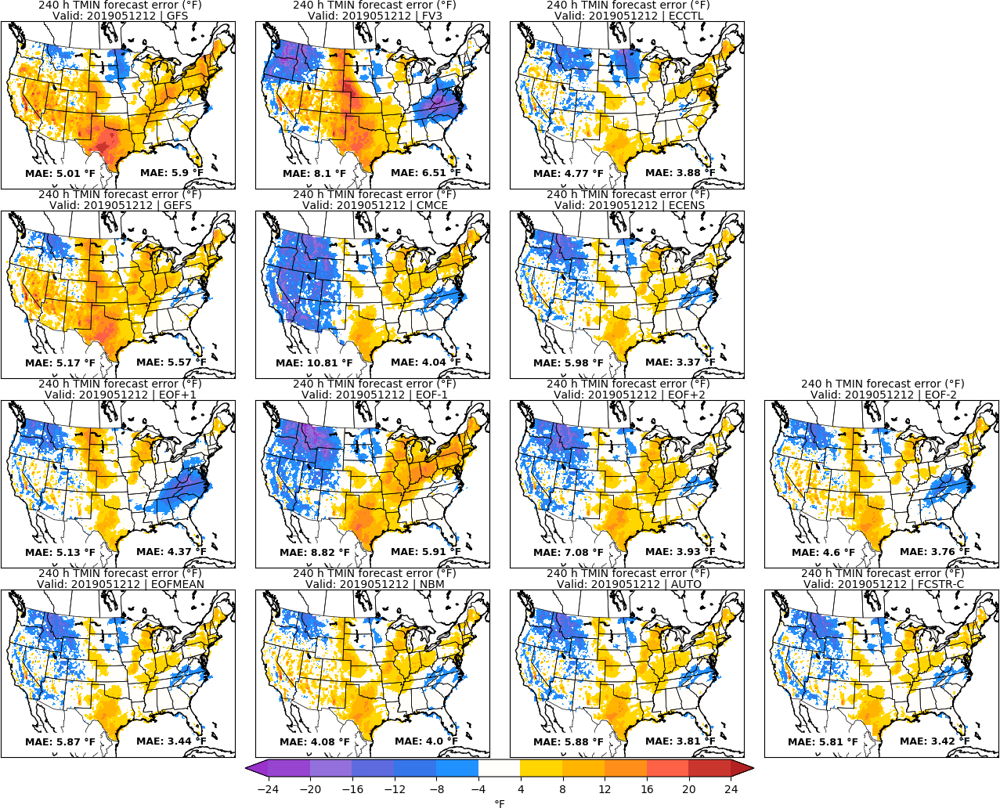 240 h TMIN forecast error (°F)
Valid: 2019051212 | GFS
MAE: 5.01 °F
MAE: 5.9 °F
240 h TMIN forecast error (°F)
Valid: 2019051212 | FV3
MAE: 8.1 °F
MAE: 6.51 °F
240 h TMIN forecast error (°F)
Valid: 2019051212 | ECCTL
MAE: 4.77 °F
MAE: 3.88 °F
240 h TMIN forecast error (°F)
Valid: 2019051212 | GEFS
MAE: 5.17 °F
MAE: 5.57 °F
240 h TMIN forecast error (°F)
Valid: 2019051212 | CMCE
MAE: 10.81 °F
MAE: 4.04 °F
240 h TMIN forecast error (°F)
Valid: 2019051212 | ECENS
MAE: 5.98 °F
MAE: 3.37 °F
240 h TMIN forecast error (°F)
Valid: 2019051212 | EOF+1
MAE: 5.13 °F
MAE: 4.37 °F
240 h TMIN forecast error (°F)
Valid: 2019051212 | EOF-1
MAE: 8.82 °F
MAE: 5.91 °F
240 h TMIN forecast error (°F)
Valid: 2019051212 | EOF+2
MAE: 7.08 °F
MAE: 3.93 °F
240 h TMIN forecast error (°F)
Valid: 2019051212 | EOF-2
MAE: 4.6 °F
MAE: 3.76 °F
240 h TMIN forecast error (°F)
Valid: 2019051212 | EOFMEAN
MAE: 5.87 °F
MAE: 3.44 °F
240 h TMIN forecast error (°F)
Valid: 2019051212 | NBM
MAE: 4.08 °F
MAE: 4.0 °F
240 h TMIN forecast error (°F)
Valid: 2019051212 | AUTO
MAE: 5.88 °F
MAE: 3.81 °F
240 h TMIN forecast error (°F)
Valid: 2019051212 | FCSTR-C
MAE: 5.81 °F
MAE: 3.42 °F
−24 −20 −16 −12 −8 −4 4 8 12 16 20 24
°F